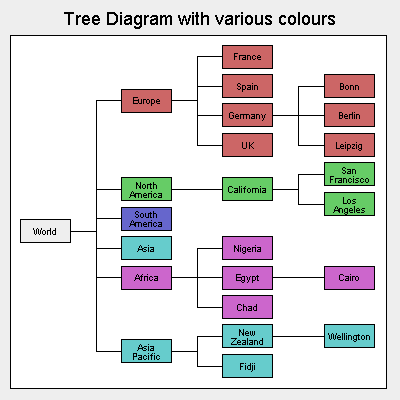 Tree Diagram with various colours
France
Spain
Bonn
Europe
Germany
Berlin
UK
Leipzig
San
Francisco
North
America
California
Los
Angeles
South
America
World
Asia
Nigeria
Africa
Egypt
Cairo
Chad
New
Zealand
Wellington
Asia
Pacific
Fidji